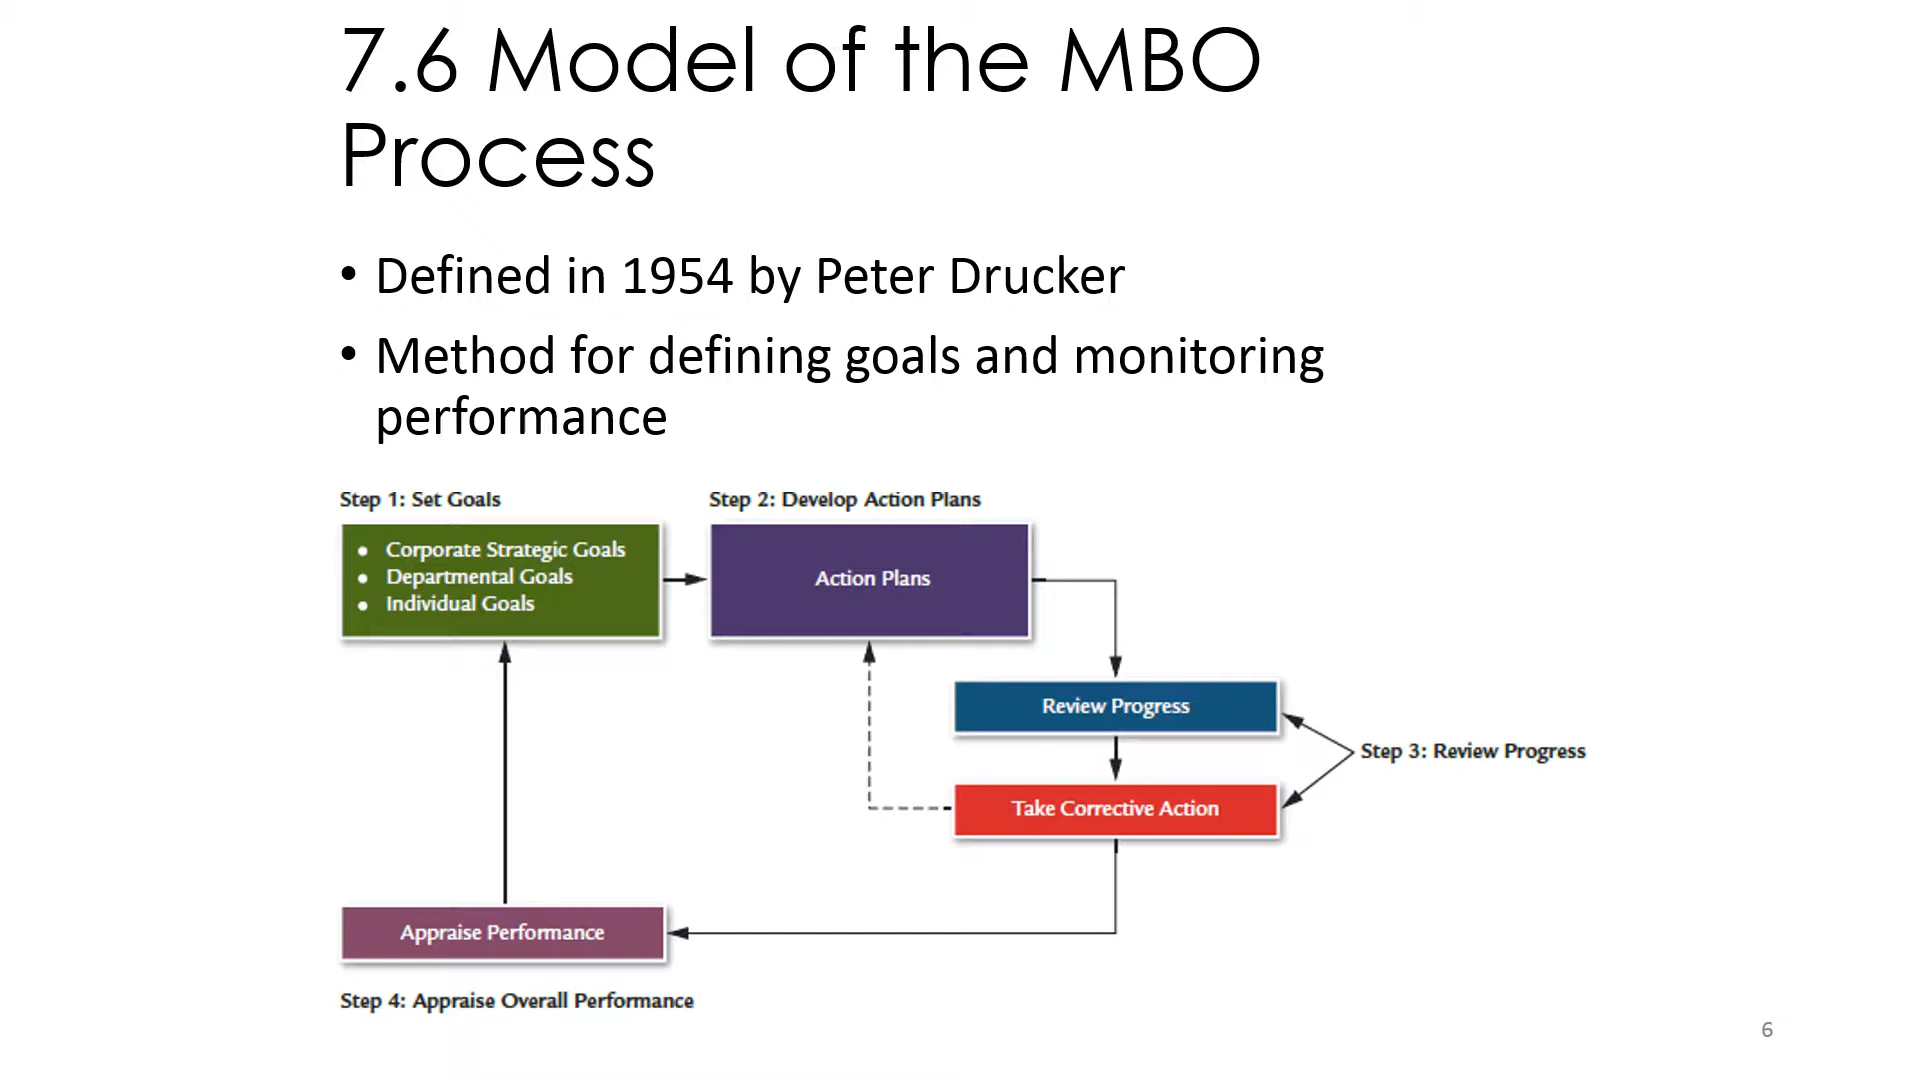 7.6 Model of the MBO
Process
• Defined in 1954 by Peter Drucker
• Method for defining goals and monitoring
performance
Step 1: Set Goals
• Corporate Strategic Goals
• Departmental Goals
• Individual Goals
Step 2: Develop Action Plans
Action Plans
Review Progress
Step 3: Review Progress
Take Corrective Action
Appraise Performance
Step 4: Appraise Overall Performance
6